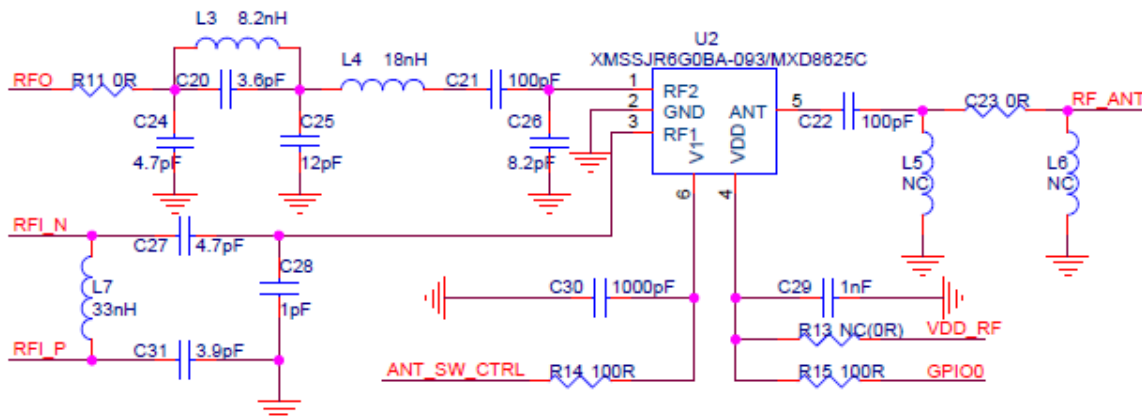 L3 8.2nH
U2
XMSSJR6G0BA-093/MXD8625C
L4 18nH
RFO R11 0R C20 3.6pF C21 100pF
1 RF2
2 GND ANT 5
3 RF1
V1 VDD
6 4
C22 100pF
C23 0R RF_ANT
C24 4.7pF
C25 12pF
C26 8.2pF
L5 NC
L6 NC
RFI_N C27 4.7pF
C28 1pF
L7 33nH
C30 1000pF
C29 1nF
R13 NC(0R) VDD_RF
RFI_P C31 3.9pF
ANT_SW_CTRL R14 100R
R15 100R GPIO0